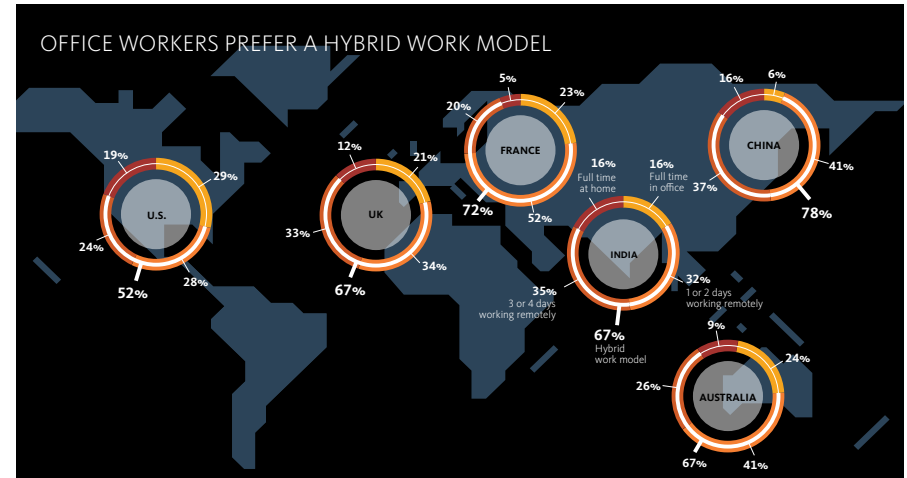 OFFICE WORKERS PREFER A HYBRID WORK MODEL
19%
29%
U.S.
24%
28%
52%
12%
21%
UK
33%
34%
67%
5%
23%
20%
FRANCE
52%
72%
16%
6%
CHINA
37%
41%
78%
16%
Full time
at home
16%
Full time
in office
INDIA
35%
3 or 4 days
working remotely
32%
1 or 2 days
working remotely
67%
Hybrid
work model
9%
24%
AUSTRALIA
26%
41%
67%